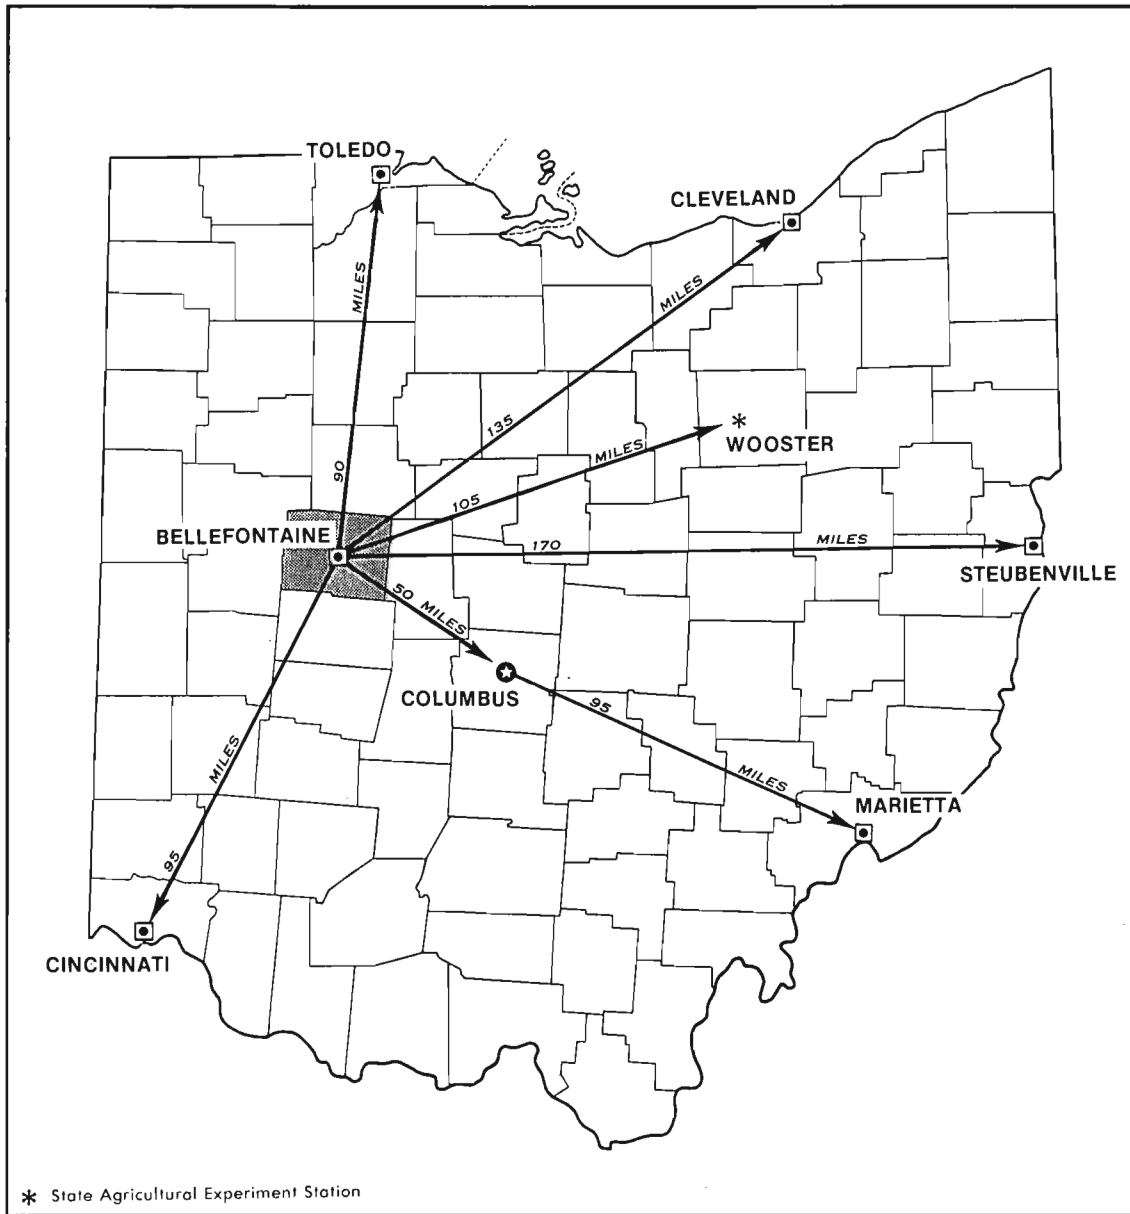 TOLEDO
CLEVELAND
MILES
MILES
90
135
MILES
* WOOSTER
105
BELLEFONTAINE
170 MILES
STEUBENVILLE
50 MILES
COLUMBUS
95 MILES
MILES
MARIETTA
95
CINCINNATI
* State Agricultural Experiment Station